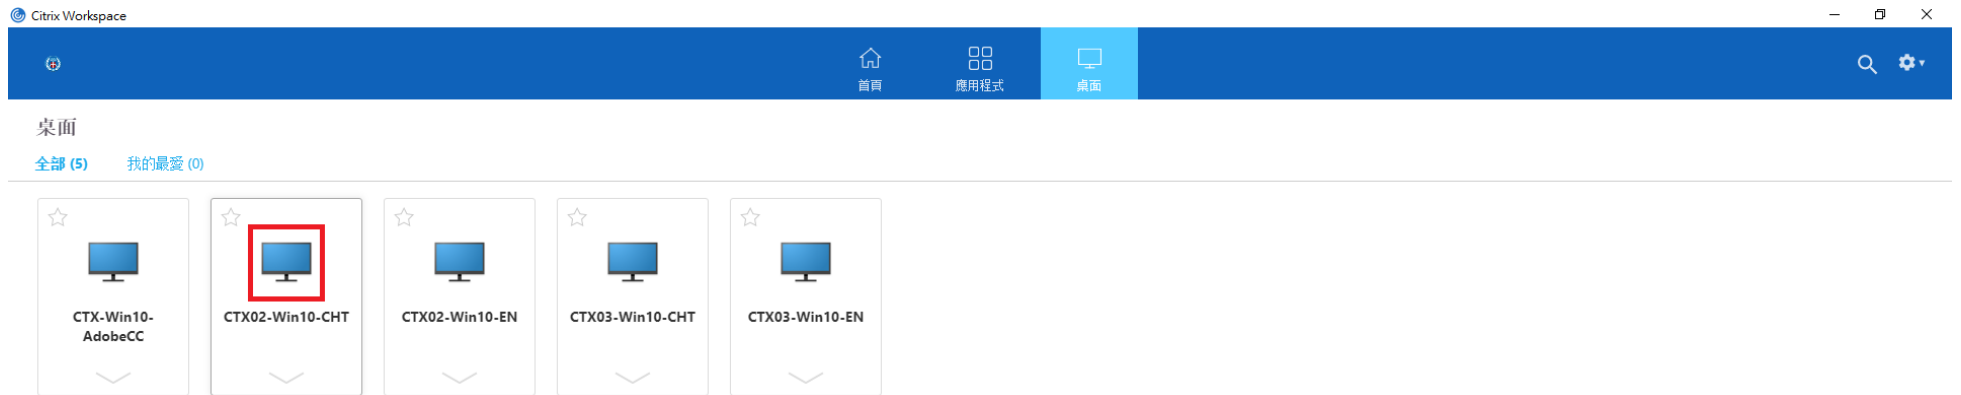 Citrix Workspace
首頁
應用程式
桌面
桌面
全部 (5) 我的最愛 (0)
CTX-Win10-
AdobeCC
CTX02-Win10-CHT
CTX02-Win10-EN
CTX03-Win10-CHT
CTX03-Win10-EN